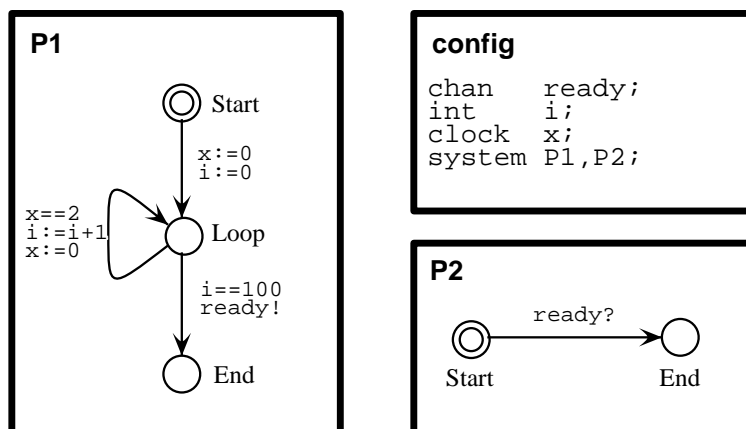 P1
Start
x:=0
i:=0
x==2
i:=i+1
x:=0
Loop
i==100
ready!
End
config
chan ready;
int i;
clock x;
system P1,P2;
P2
ready?
Start End